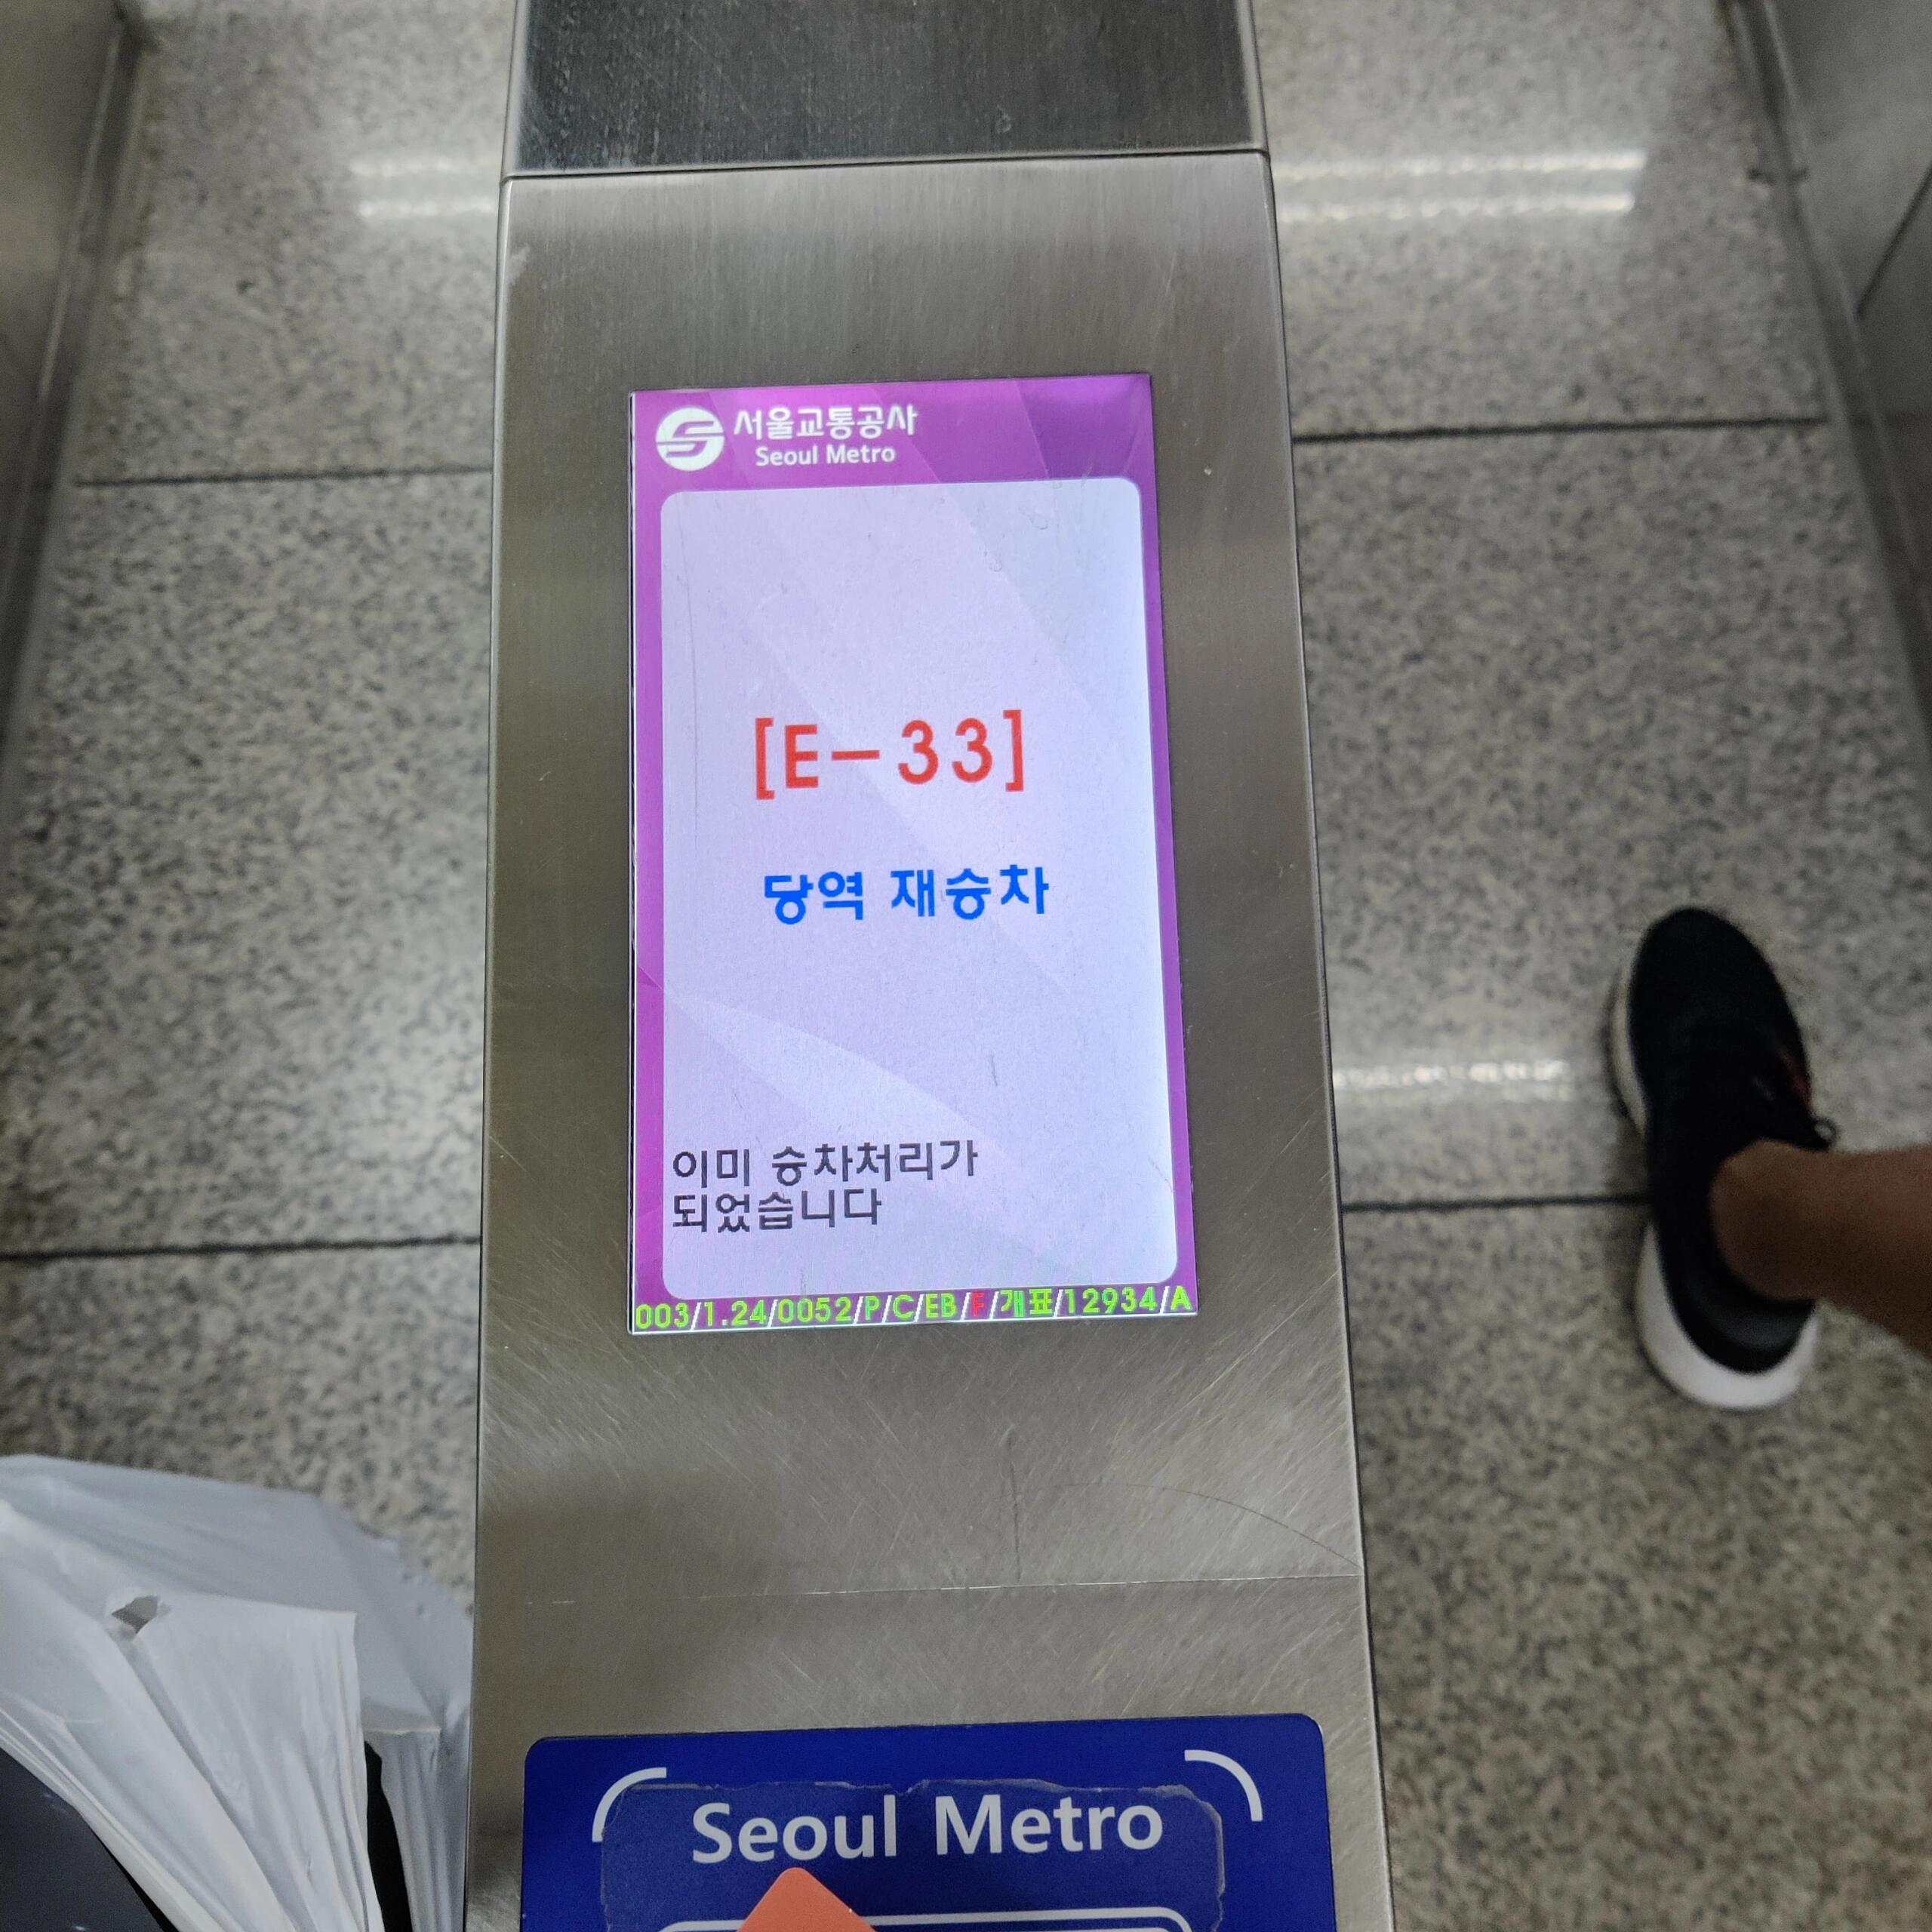 서울교통공사
Seoul Metro
[E-33]
당역 재승차
이미 승차처리가
되었습니다
003/1.24/0052/P/C/EB/F/개표/12934/A
Seoul Metro